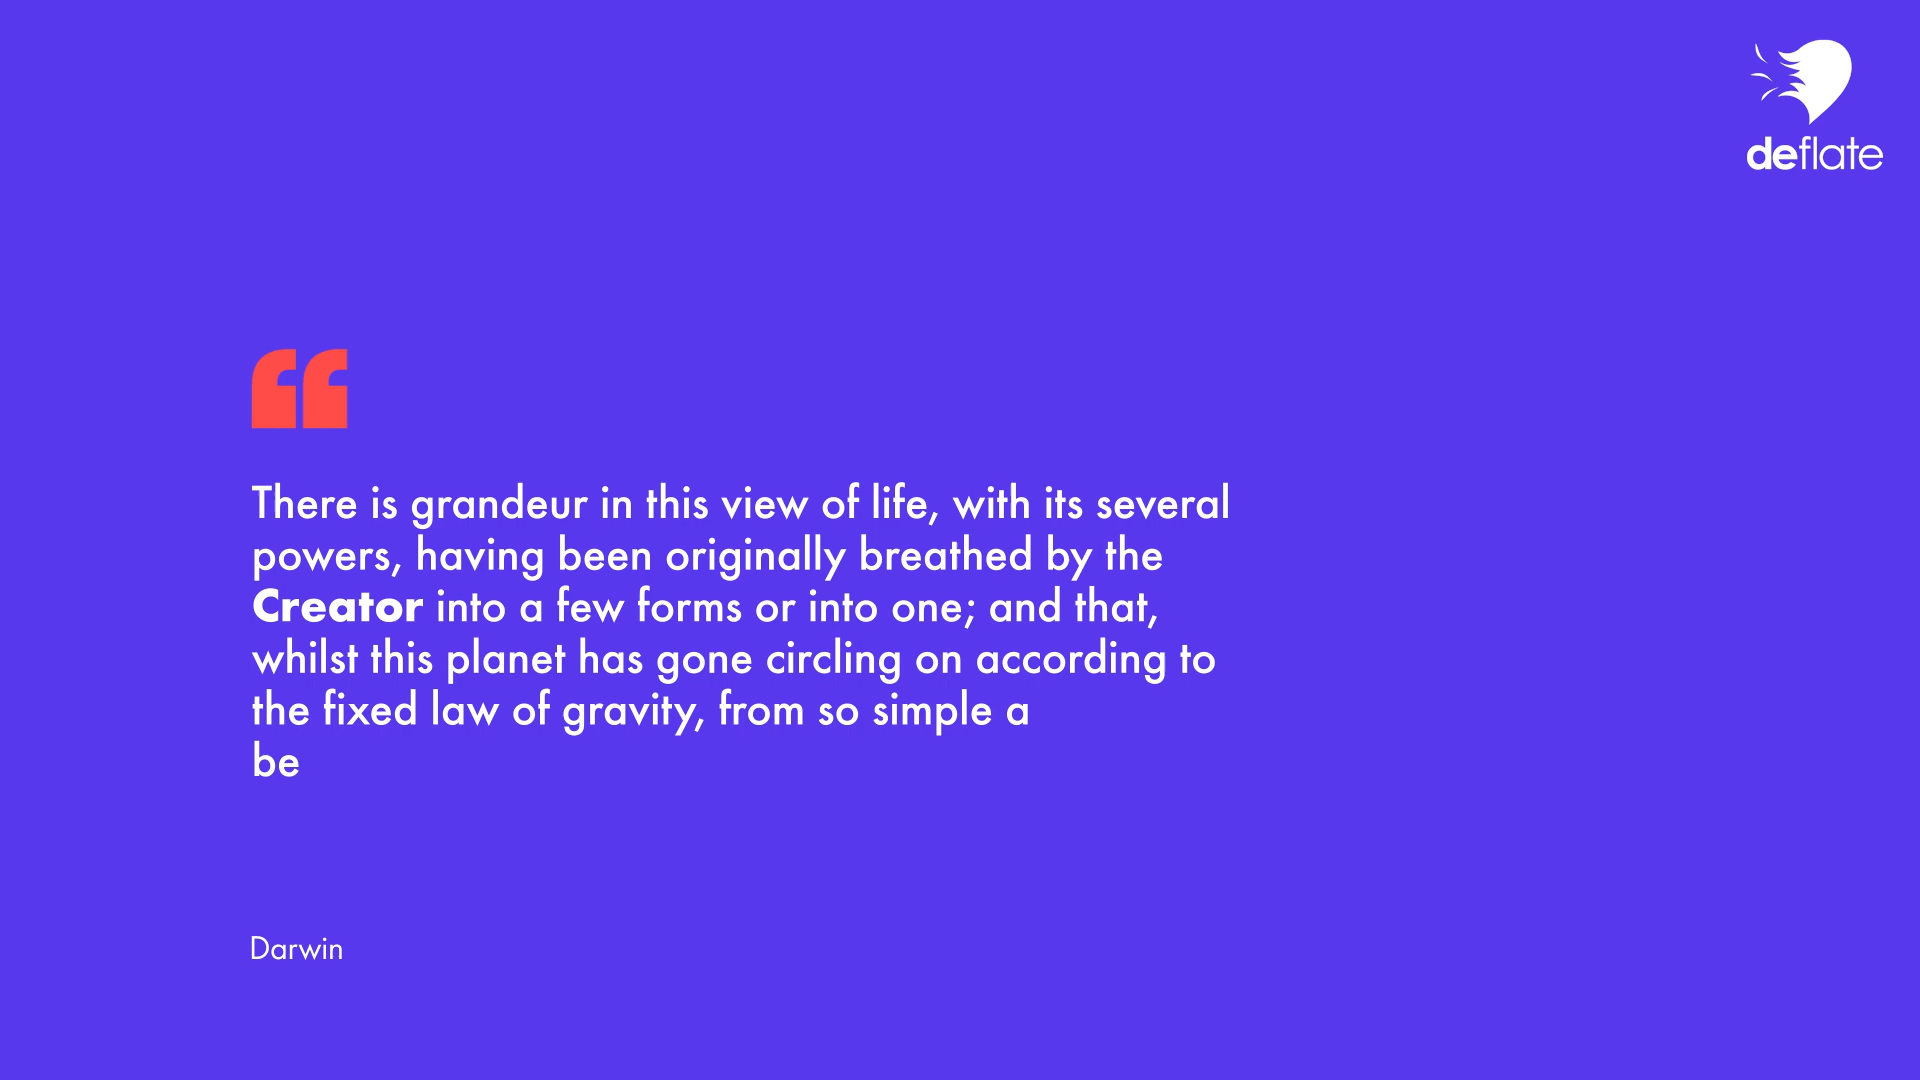 deflate
There is grandeur in this view of life, with its several
powers, having been originally breathed by the
Creator into a few forms or into one; and that,
whilst this planet has gone circling on according to
the fixed law of gravity, from so simple a
be
Darwin